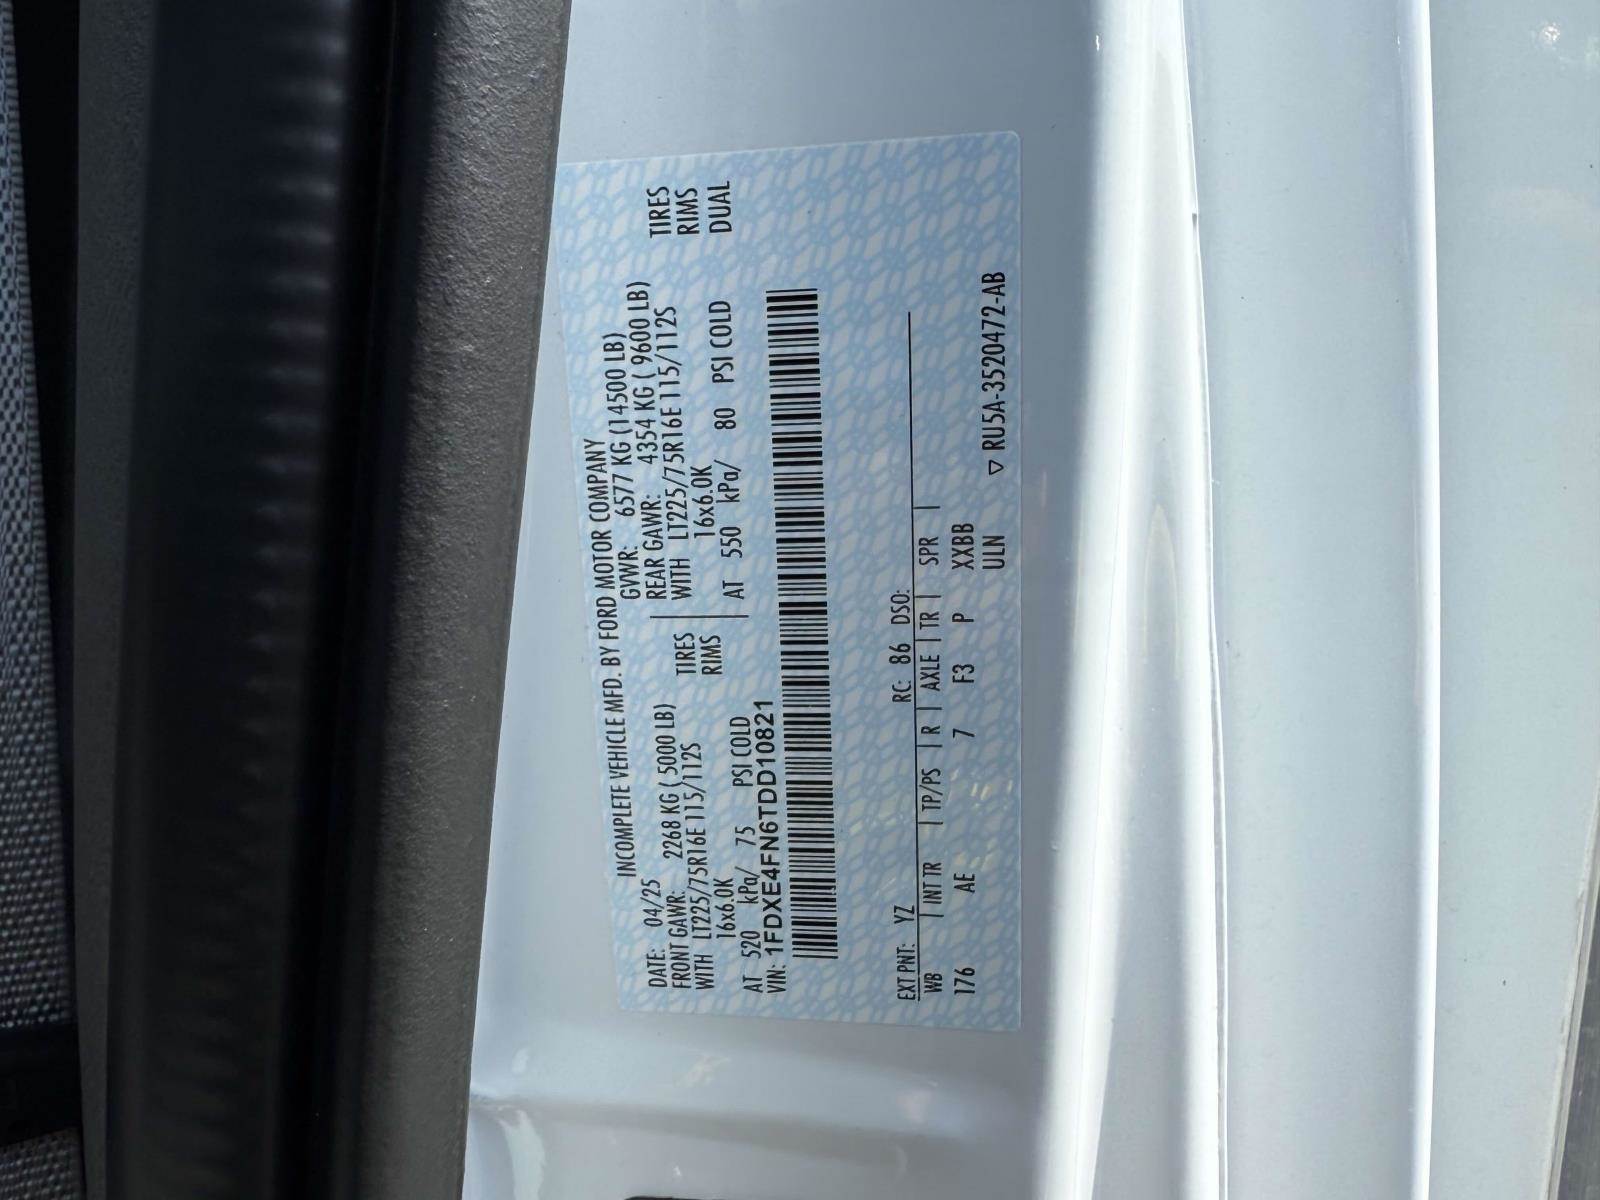 INCOMPLETE VEHICLE MFD. BY FORD MOTOR COMPANY
DATE: 04/25 GVWR: 6577 KG (14500 LB)
FRONT GAWR: 2268 KG ( 5000 LB) REAR GAWR: 4354 KG ( 9600 LB)
WITH LT225/75R16E 115/112S TIRES WITH LT225/75R16E 115/112S TIRES
16x6.0K RIMS 16x6.0K RIMS
AT 520 kPa/ 75 PSI COLD AT 550 kPa/ 80 PSI COLD DUAL
VIN: 1FDXE4FN6TDD10821
EXT PNT: YZ RC: 86 DSO:
WB | INT TR | TP/PS | R | AXLE | TR | SPR |
176 AE 7 F3 P XXBB
ULN
▽ RU5A-3520472-AB